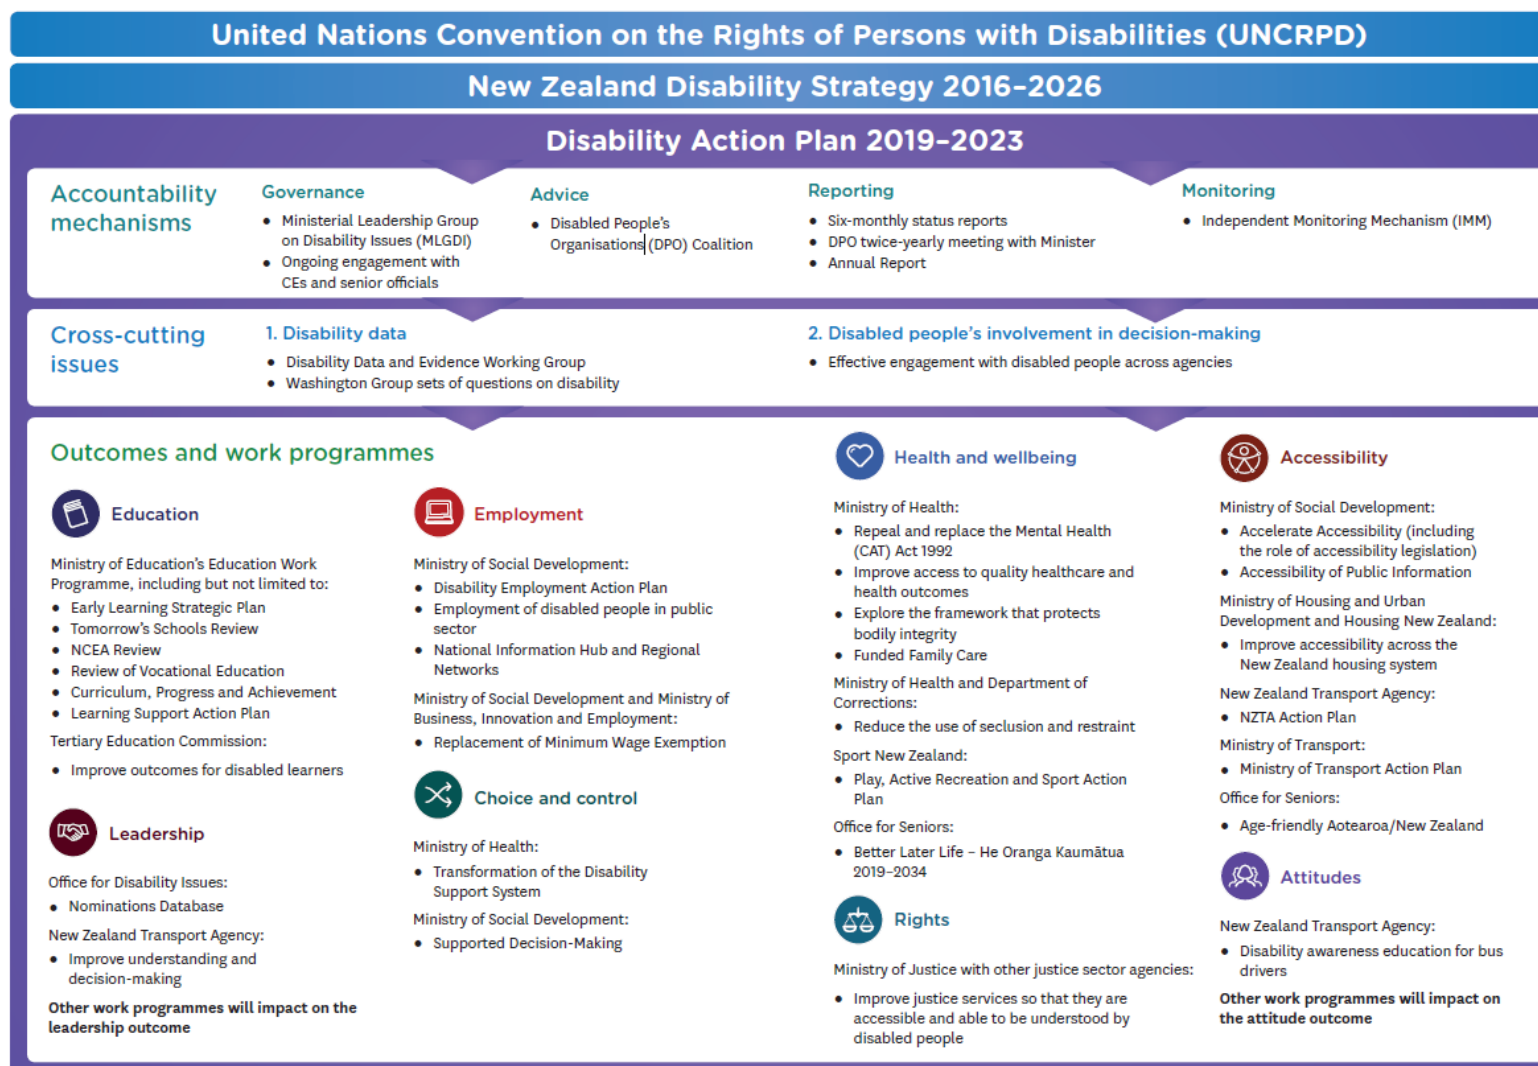 United Nations Convention on the Rights of Persons with Disabilities (UNCRPD)
New Zealand Disability Strategy 2016–2026
Disability Action Plan 2019–2023
Accountability
mechanisms
Governance
• Ministerial Leadership Group
on Disability Issues (MLGDI)
• Ongoing engagement with
CEs and senior officials
Advice
• Disabled People's
Organisations (DPO) Coalition
Reporting
• Six-monthly status reports
• DPO twice-yearly meeting with Minister
• Annual Report
Monitoring
• Independent Monitoring Mechanism (IMM)
Cross-cutting
issues
1. Disability data
• Disability Data and Evidence Working Group
• Washington Group sets of questions on disability
2. Disabled people's involvement in decision-making
• Effective engagement with disabled people across agencies
Outcomes and work programmes
Education
Ministry of Education's Education Work
Programme, including but not limited to:
• Early Learning Strategic Plan
• Tomorrow's Schools Review
• NCEA Review
• Review of Vocational Education
• Curriculum, Progress and Achievement
• Learning Support Action Plan
Tertiary Education Commission:
• Improve outcomes for disabled learners
Leadership
Office for Disability Issues:
• Nominations Database
New Zealand Transport Agency:
• Improve understanding and
decision-making
Other work programmes will impact on the
leadership outcome
Employment
Ministry of Social Development:
• Disability Employment Action Plan
• Employment of disabled people in public
sector
• National Information Hub and Regional
Networks
Ministry of Social Development and Ministry of
Business, Innovation and Employment:
• Replacement of Minimum Wage Exemption
Choice and control
Ministry of Health:
• Transformation of the Disability
Support System
Ministry of Social Development:
• Supported Decision-Making
Health and wellbeing
Ministry of Health:
• Repeal and replace the Mental Health
(CAT) Act 1992
• Improve access to quality healthcare and
health outcomes
• Explore the framework that protects
bodily integrity
• Funded Family Care
Ministry of Health and Department of
Corrections:
• Reduce the use of seclusion and restraint
Sport New Zealand:
• Play, Active Recreation and Sport Action
Plan
Office for Seniors:
• Better Later Life – He Oranga Kaumātua
2019–2034
Rights
Ministry of Justice with other justice sector agencies:
• Improve justice services so that they are
accessible and able to be understood by
disabled people
Accessibility
Ministry of Social Development:
• Accelerate Accessibility (including
the role of accessibility legislation)
• Accessibility of Public Information
Ministry of Housing and Urban
Development and Housing New Zealand:
• Improve accessibility across the
New Zealand housing system
New Zealand Transport Agency:
• NZTA Action Plan
Ministry of Transport:
• Ministry of Transport Action Plan
Office for Seniors:
• Age-friendly Aotearoa/New Zealand
Attitudes
New Zealand Transport Agency:
• Disability awareness education for bus
drivers
Other work programmes will impact on
the attitude outcome